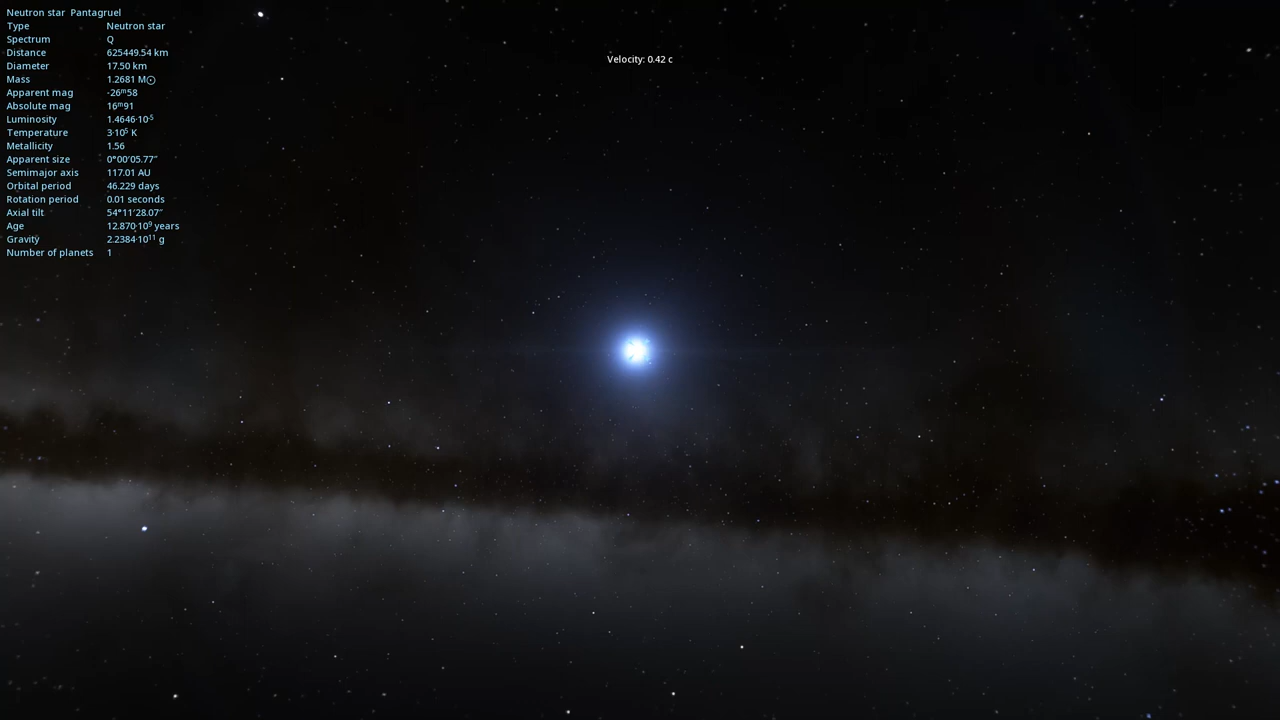 Neutron star Pantagruel
Type Neutron star
Spectrum Q
Distance 625449.54 km
Velocity: 0.42 c
Diameter 17.50 km
Mass 1.2681 M☉
Apparent mag -26ᵐ58
Absolute mag 16ᵐ91
Luminosity 1.4646·10⁻⁵
Temperature 3·10⁵ K
Metallicity 1.56
Apparent size 0°00′05.77″
Semimajor axis 117.01 AU
Orbital period 46.229 days
Rotation period 0.01 seconds
Axial tilt 54°11′28.07″
Age 12.870·10⁹ years
Gravity 2.2384·10¹¹ g
Number of planets 1